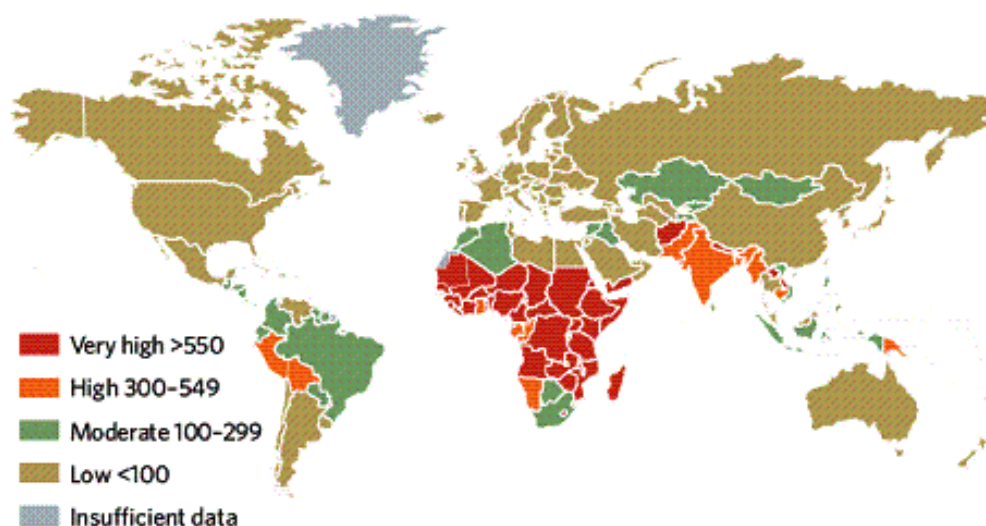 Very high >550
High 300–549
Moderate 100–299
Low <100
Insufficient data